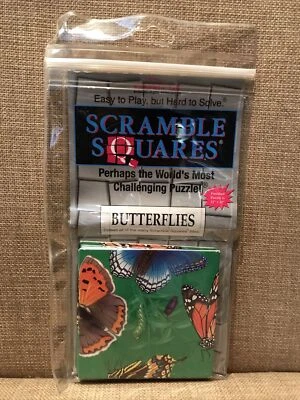 Easy to Play, but Hard to Solve.®
SCRAMBLE
SQUARES®
Perhaps the World's Most
Challenging Puzzle!®
BUTTERFLIES